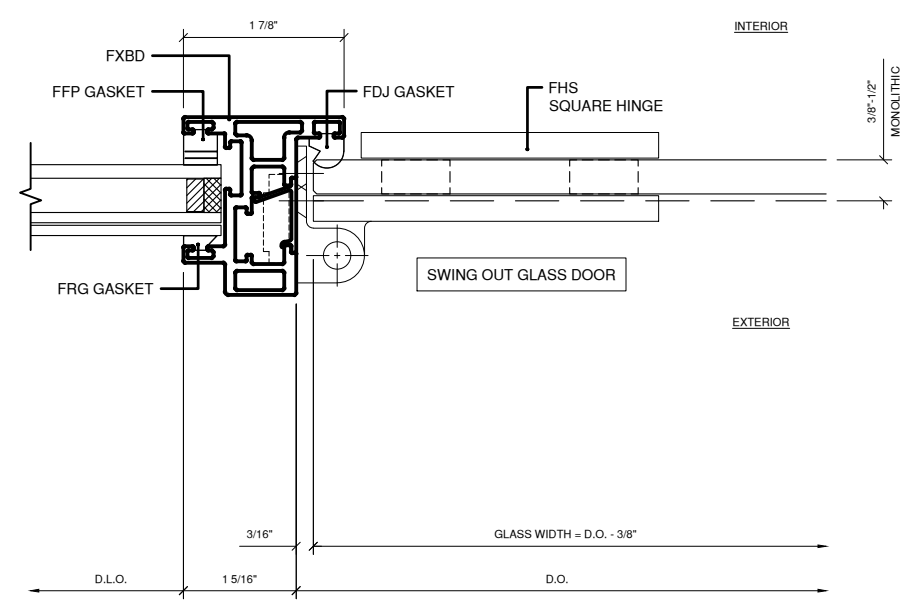 1 7/8"
INTERIOR
FXBD
FFP GASKET
FDJ GASKET
FHS
SQUARE HINGE
3/8"-1/2"
MONOLITHIC
FRG GASKET
SWING OUT GLASS DOOR
EXTERIOR
3/16"
GLASS WIDTH = D.O. - 3/8"
D.L.O.
1 5/16"
D.O.